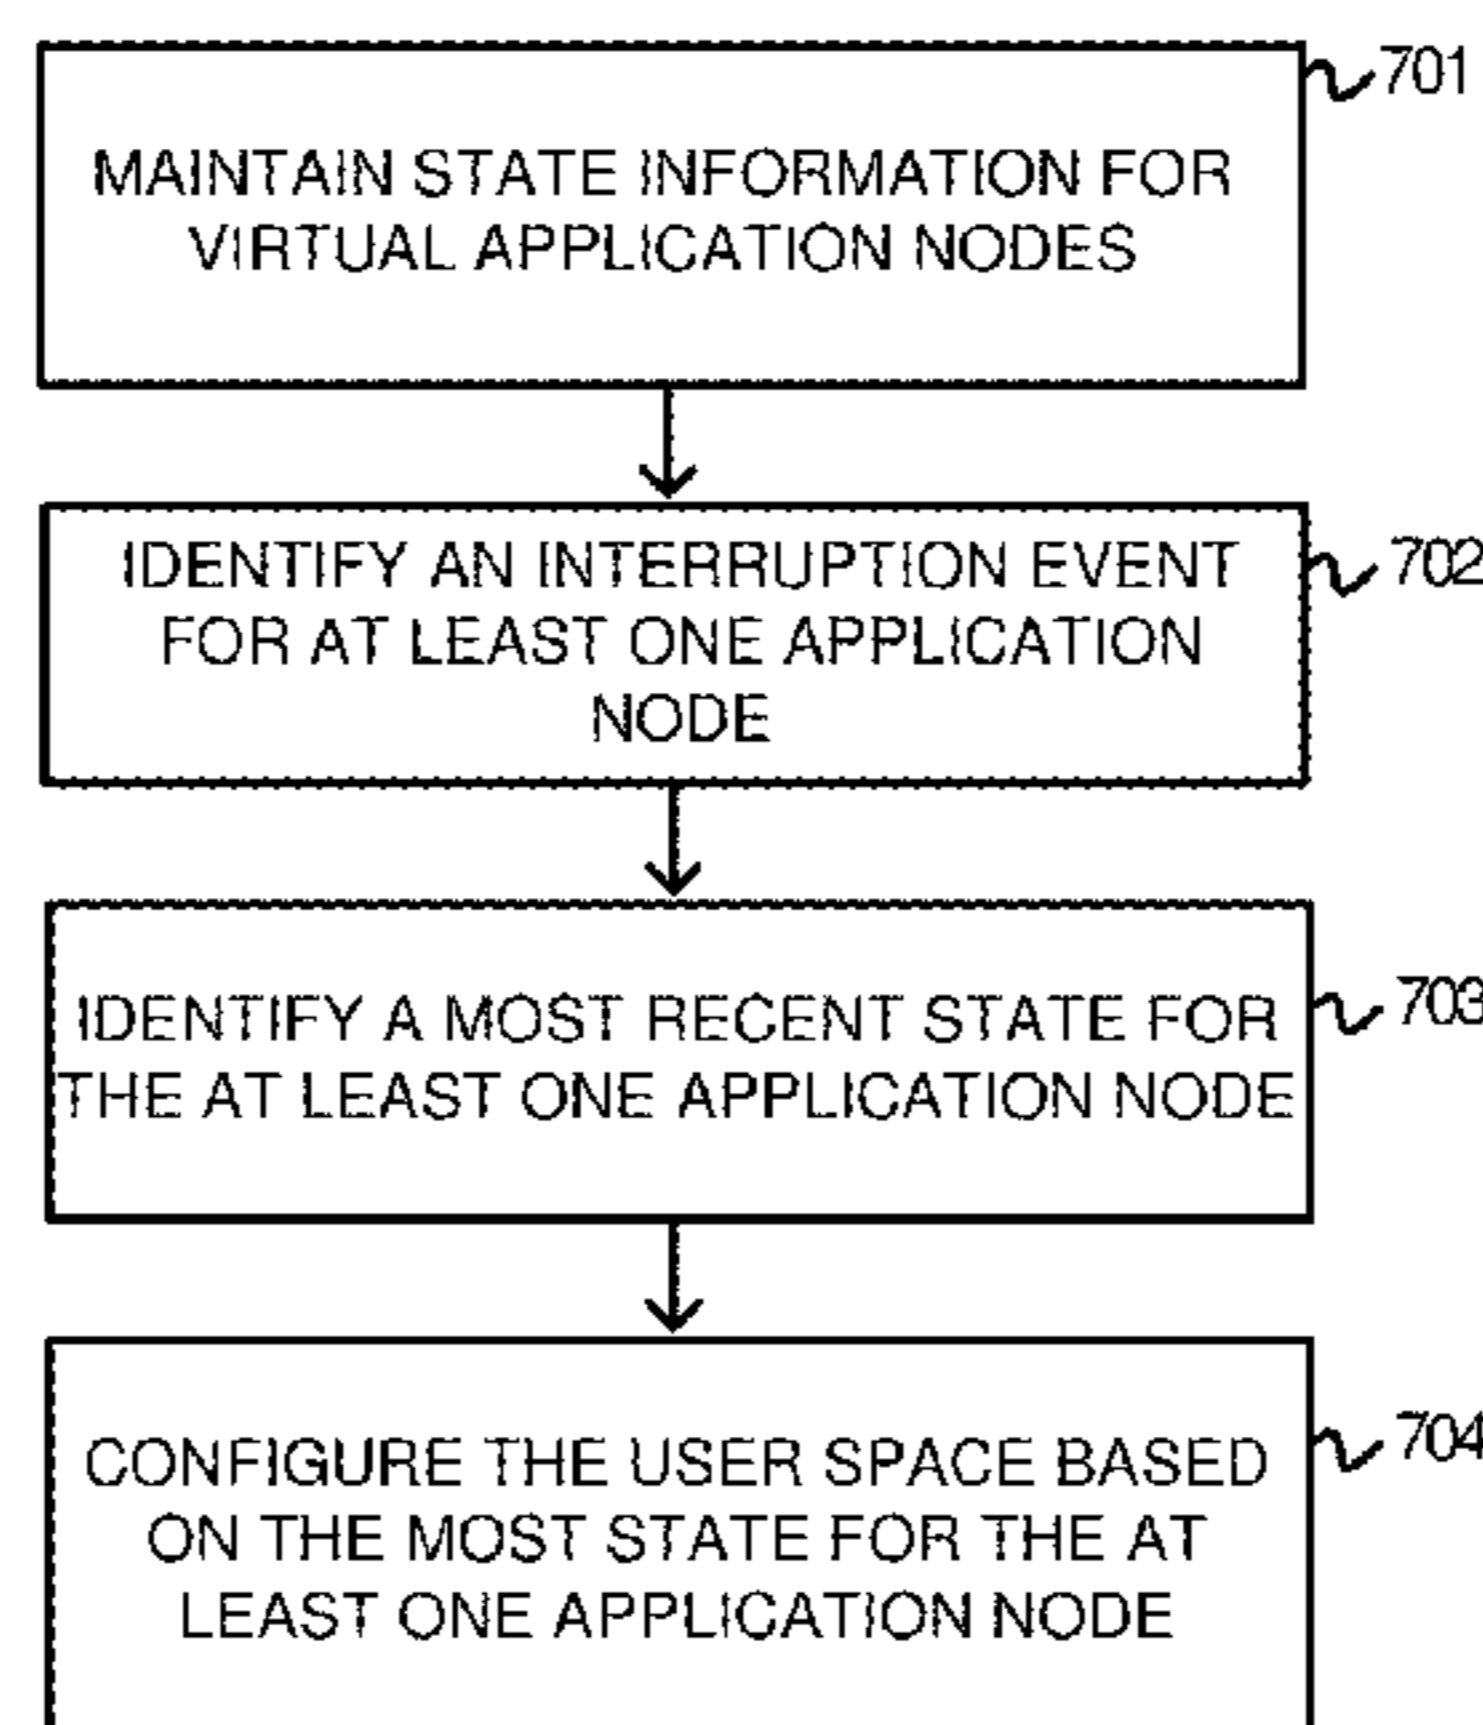 701
MAINTAIN STATE INFORMATION FOR
VIRTUAL APPLICATION NODES
702
IDENTIFY AN INTERRUPTION EVENT
FOR AT LEAST ONE APPLICATION
NODE
703
IDENTIFY A MOST RECENT STATE FOR
THE AT LEAST ONE APPLICATION NODE
704
CONFIGURE THE USER SPACE BASED
ON THE MOST STATE FOR THE AT
LEAST ONE APPLICATION NODE